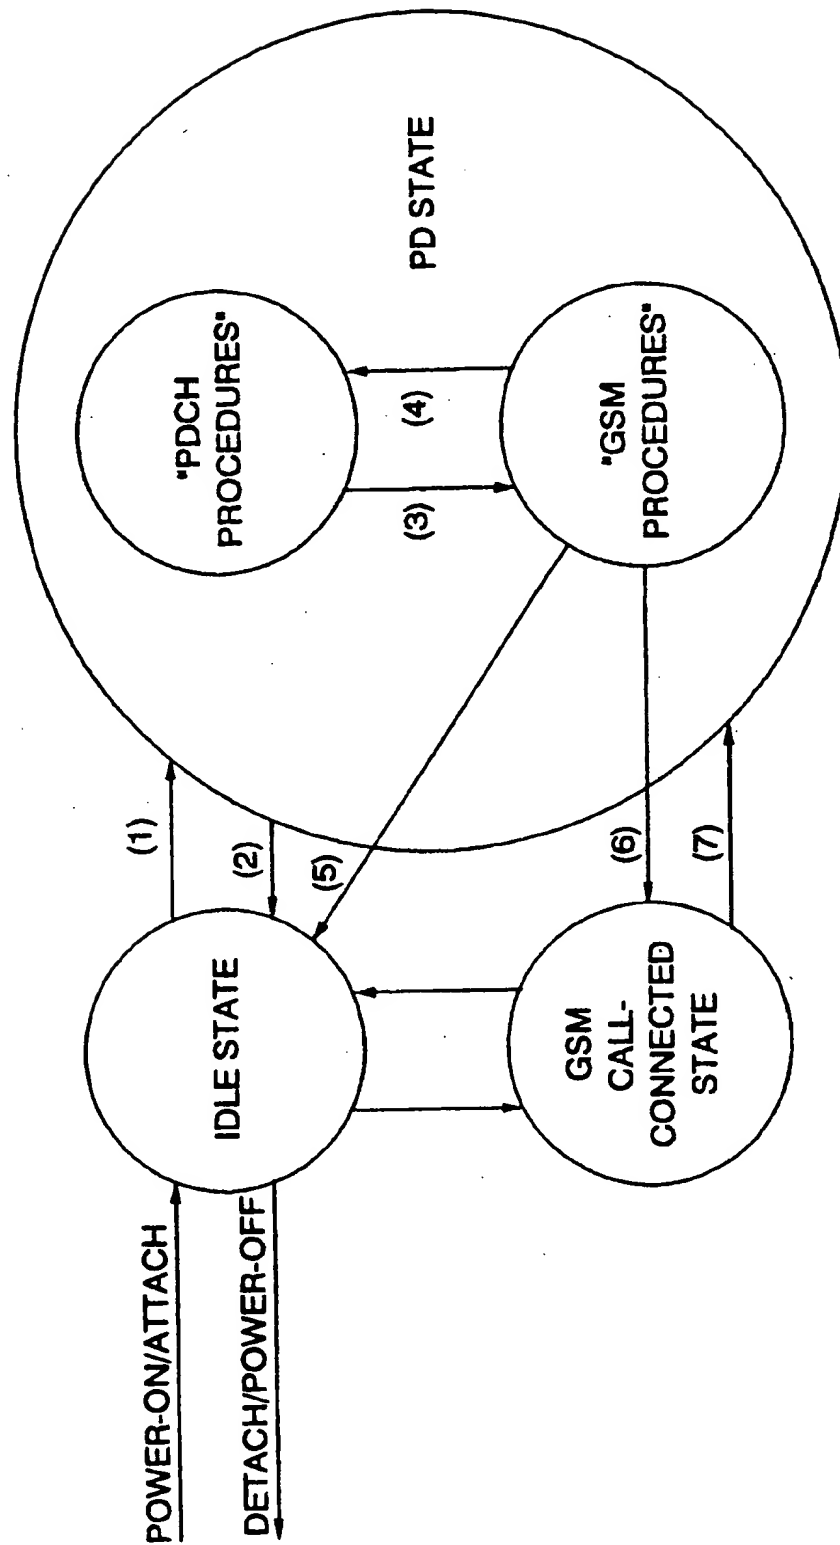 POWER-ON/ATTACH
DETACH/POWER-OFF
IDLE STATE
(1)
(2)
(5)
"PDCH
PROCEDURES"
(3)
(4)
PD STATE
"GSM
PROCEDURES"
(6)
(7)
GSM
CALL-
CONNECTED
STATE